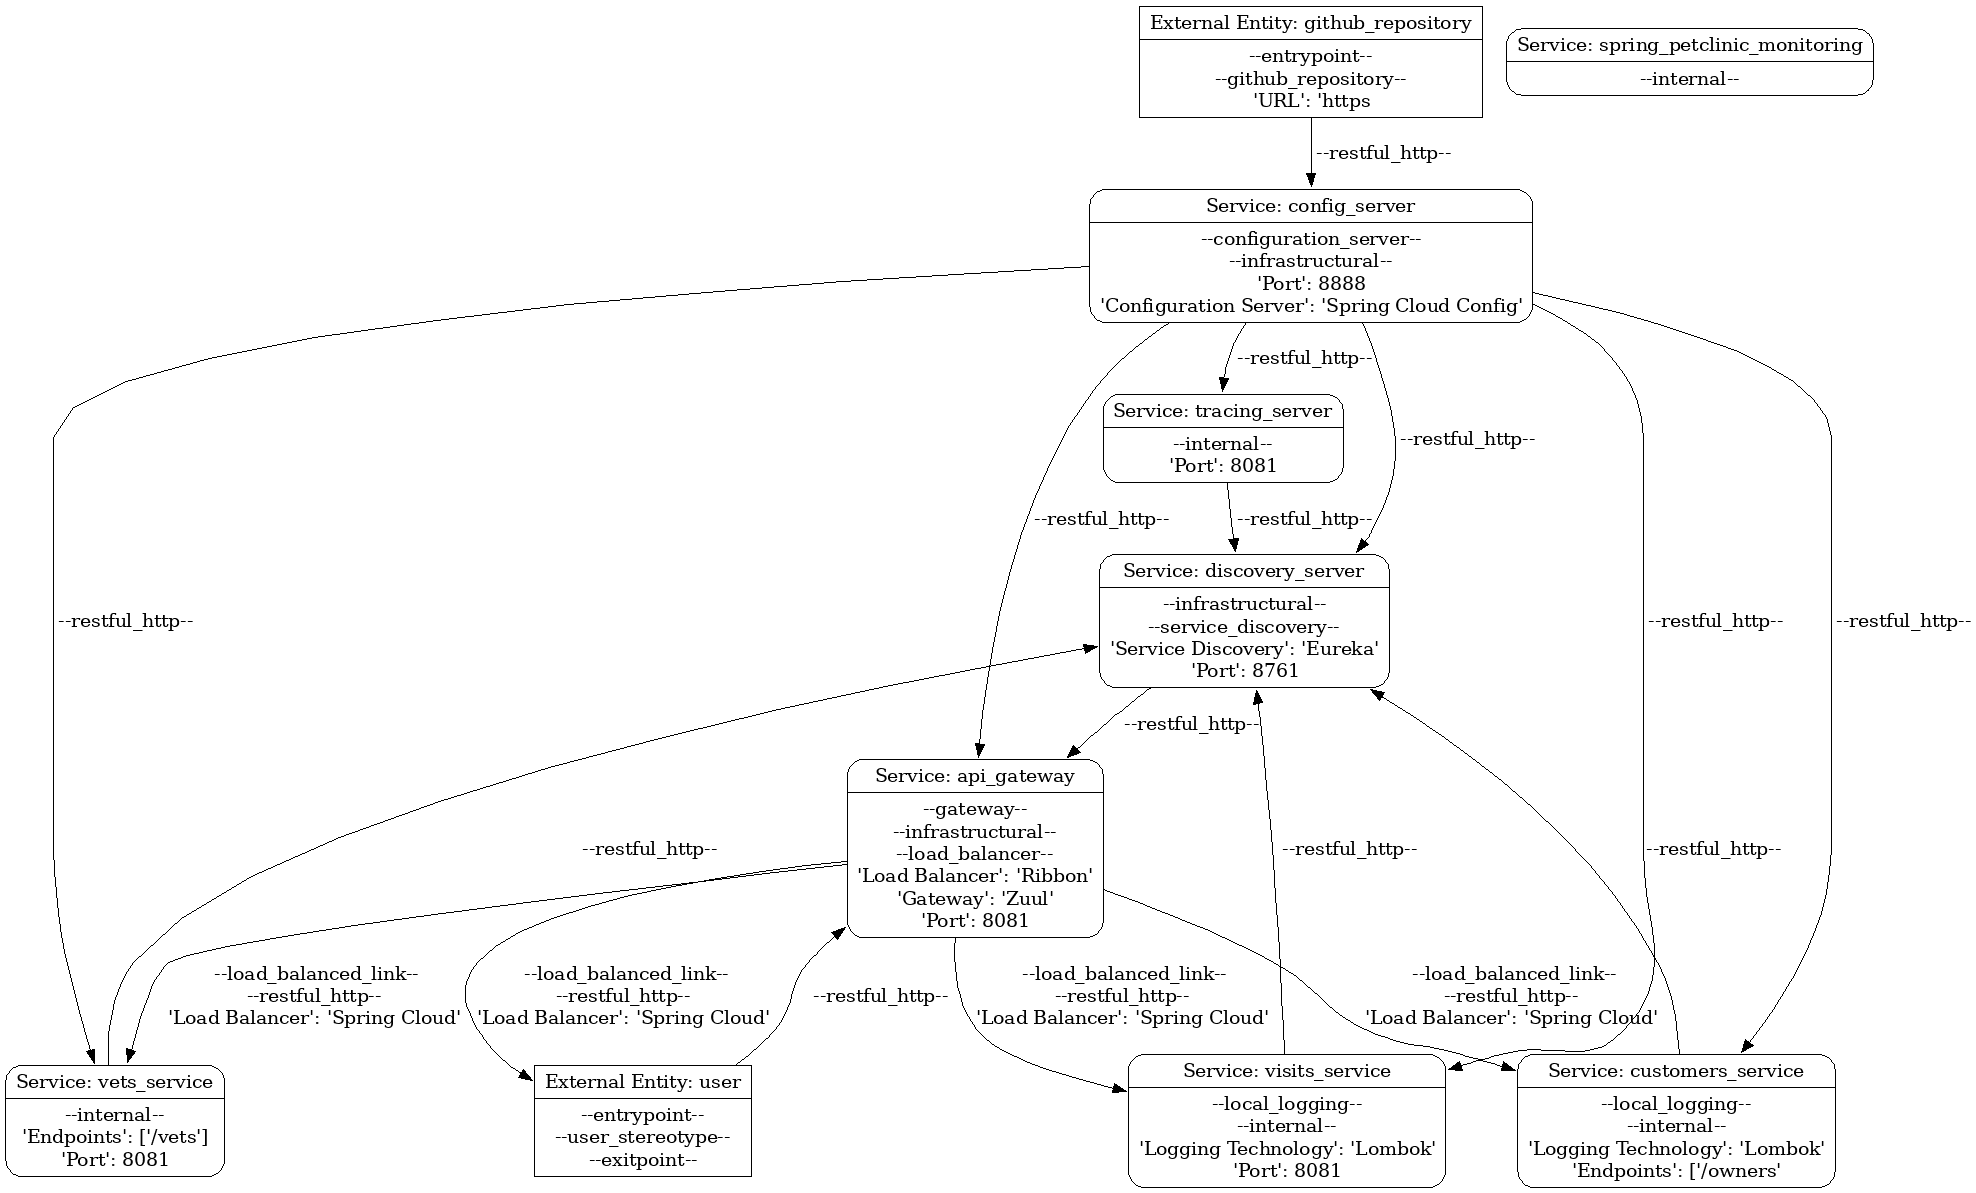 External Entity: github_repository
--entrypoint--
--github_repository--
'URL': 'https
Service: spring_petclinic_monitoring
--internal--
--restful_http--
Service: config_server
--configuration_server--
--infrastructural--
'Port': 8888
'Configuration Server': 'Spring Cloud Config'
--restful_http--
Service: tracing_server
--internal--
'Port': 8081
--restful_http--
--restful_http--
--restful_http--
Service: discovery_server
--infrastructural--
--service_discovery--
'Service Discovery': 'Eureka'
'Port': 8761
--restful_http--
--restful_http--
--restful_http--
--restful_http--
Service: api_gateway
--gateway--
--infrastructural--
--load_balancer--
'Load Balancer': 'Ribbon'
'Gateway': 'Zuul'
'Port': 8081
--restful_http--
--restful_http--
--restful_http--
--load_balanced_link--
--restful_http--
'Load Balancer': 'Spring Cloud'
--load_balanced_link--
--restful_http--
'Load Balancer': 'Spring Cloud'
--restful_http--
--load_balanced_link--
--restful_http--
'Load Balancer': 'Spring Cloud'
--load_balanced_link--
--restful_http--
'Load Balancer': 'Spring Cloud'
Service: vets_service
--internal--
'Endpoints': ['/vets']
'Port': 8081
External Entity: user
--entrypoint--
--user_stereotype--
--exitpoint--
Service: visits_service
--local_logging--
--internal--
'Logging Technology': 'Lombok'
'Port': 8081
Service: customers_service
--local_logging--
--internal--
'Logging Technology': 'Lombok'
'Endpoints': ['/owners'